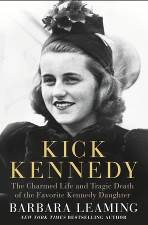 KICK
KENNEDY
The Charmed Life and Tragic Death
of the Favorite Kennedy Daughter
BARBARA LEAMING
NEW YORK TIMES BESTSELLING AUTHOR